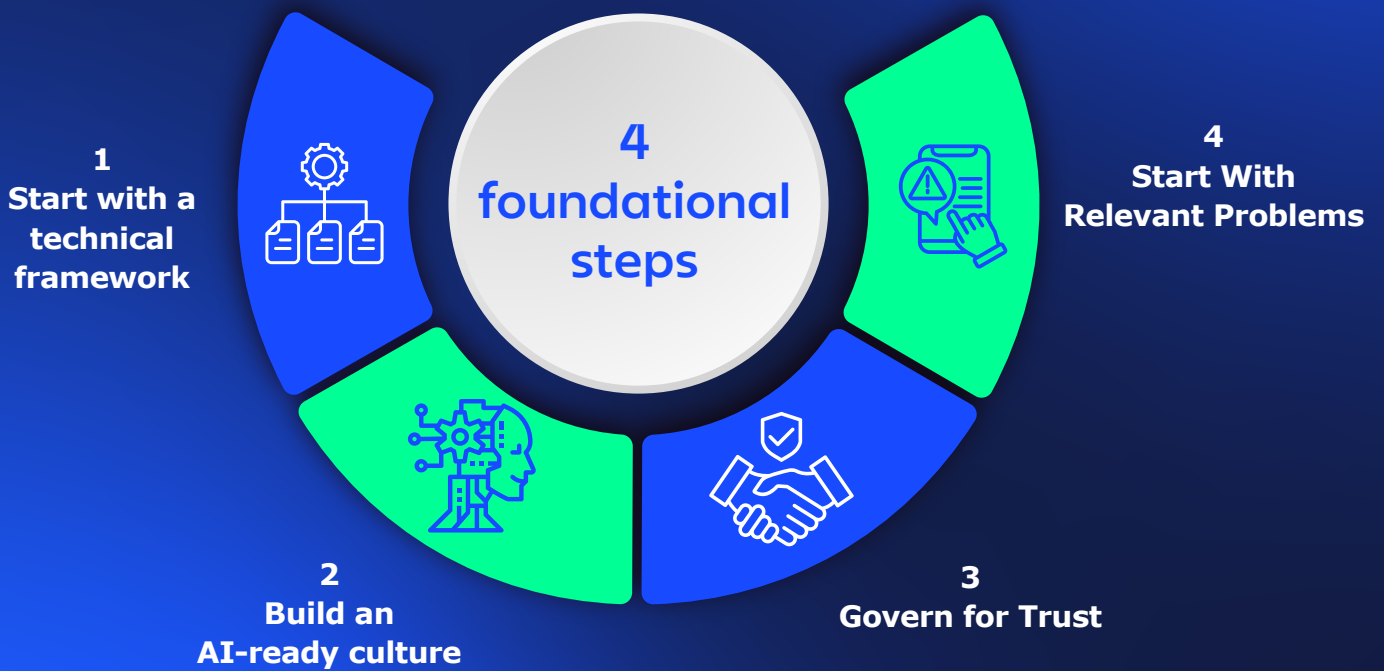 4
foundational
steps
1
Start with a
technical
framework
2
Build an
AI-ready culture
3
Govern for Trust
4
Start With
Relevant Problems